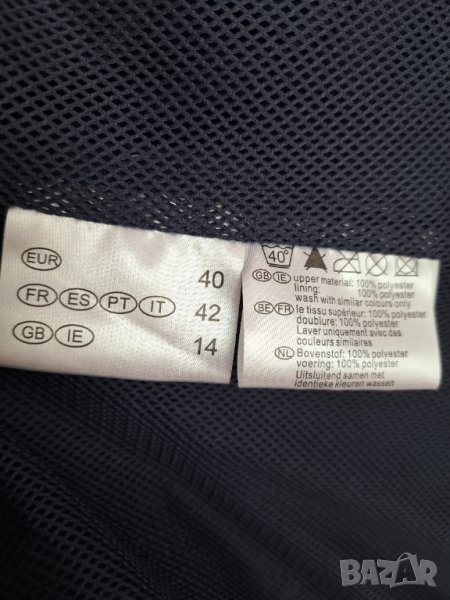 EUR 40
FR ES PT IT 42
GB IE 14
40°
GB IE upper material: 100% polyester
lining: 100% polyester
wash with similar colours only
BE FR le tissu supérieur: 100% polyester
doublure: 100% polyester
Laver uniquement avec des
couleurs similaires
NL Bovenstof: 100% polyester
voering: 100% polyester
Uitsluitend samen met
identieke kleuren wassen
BAZAR